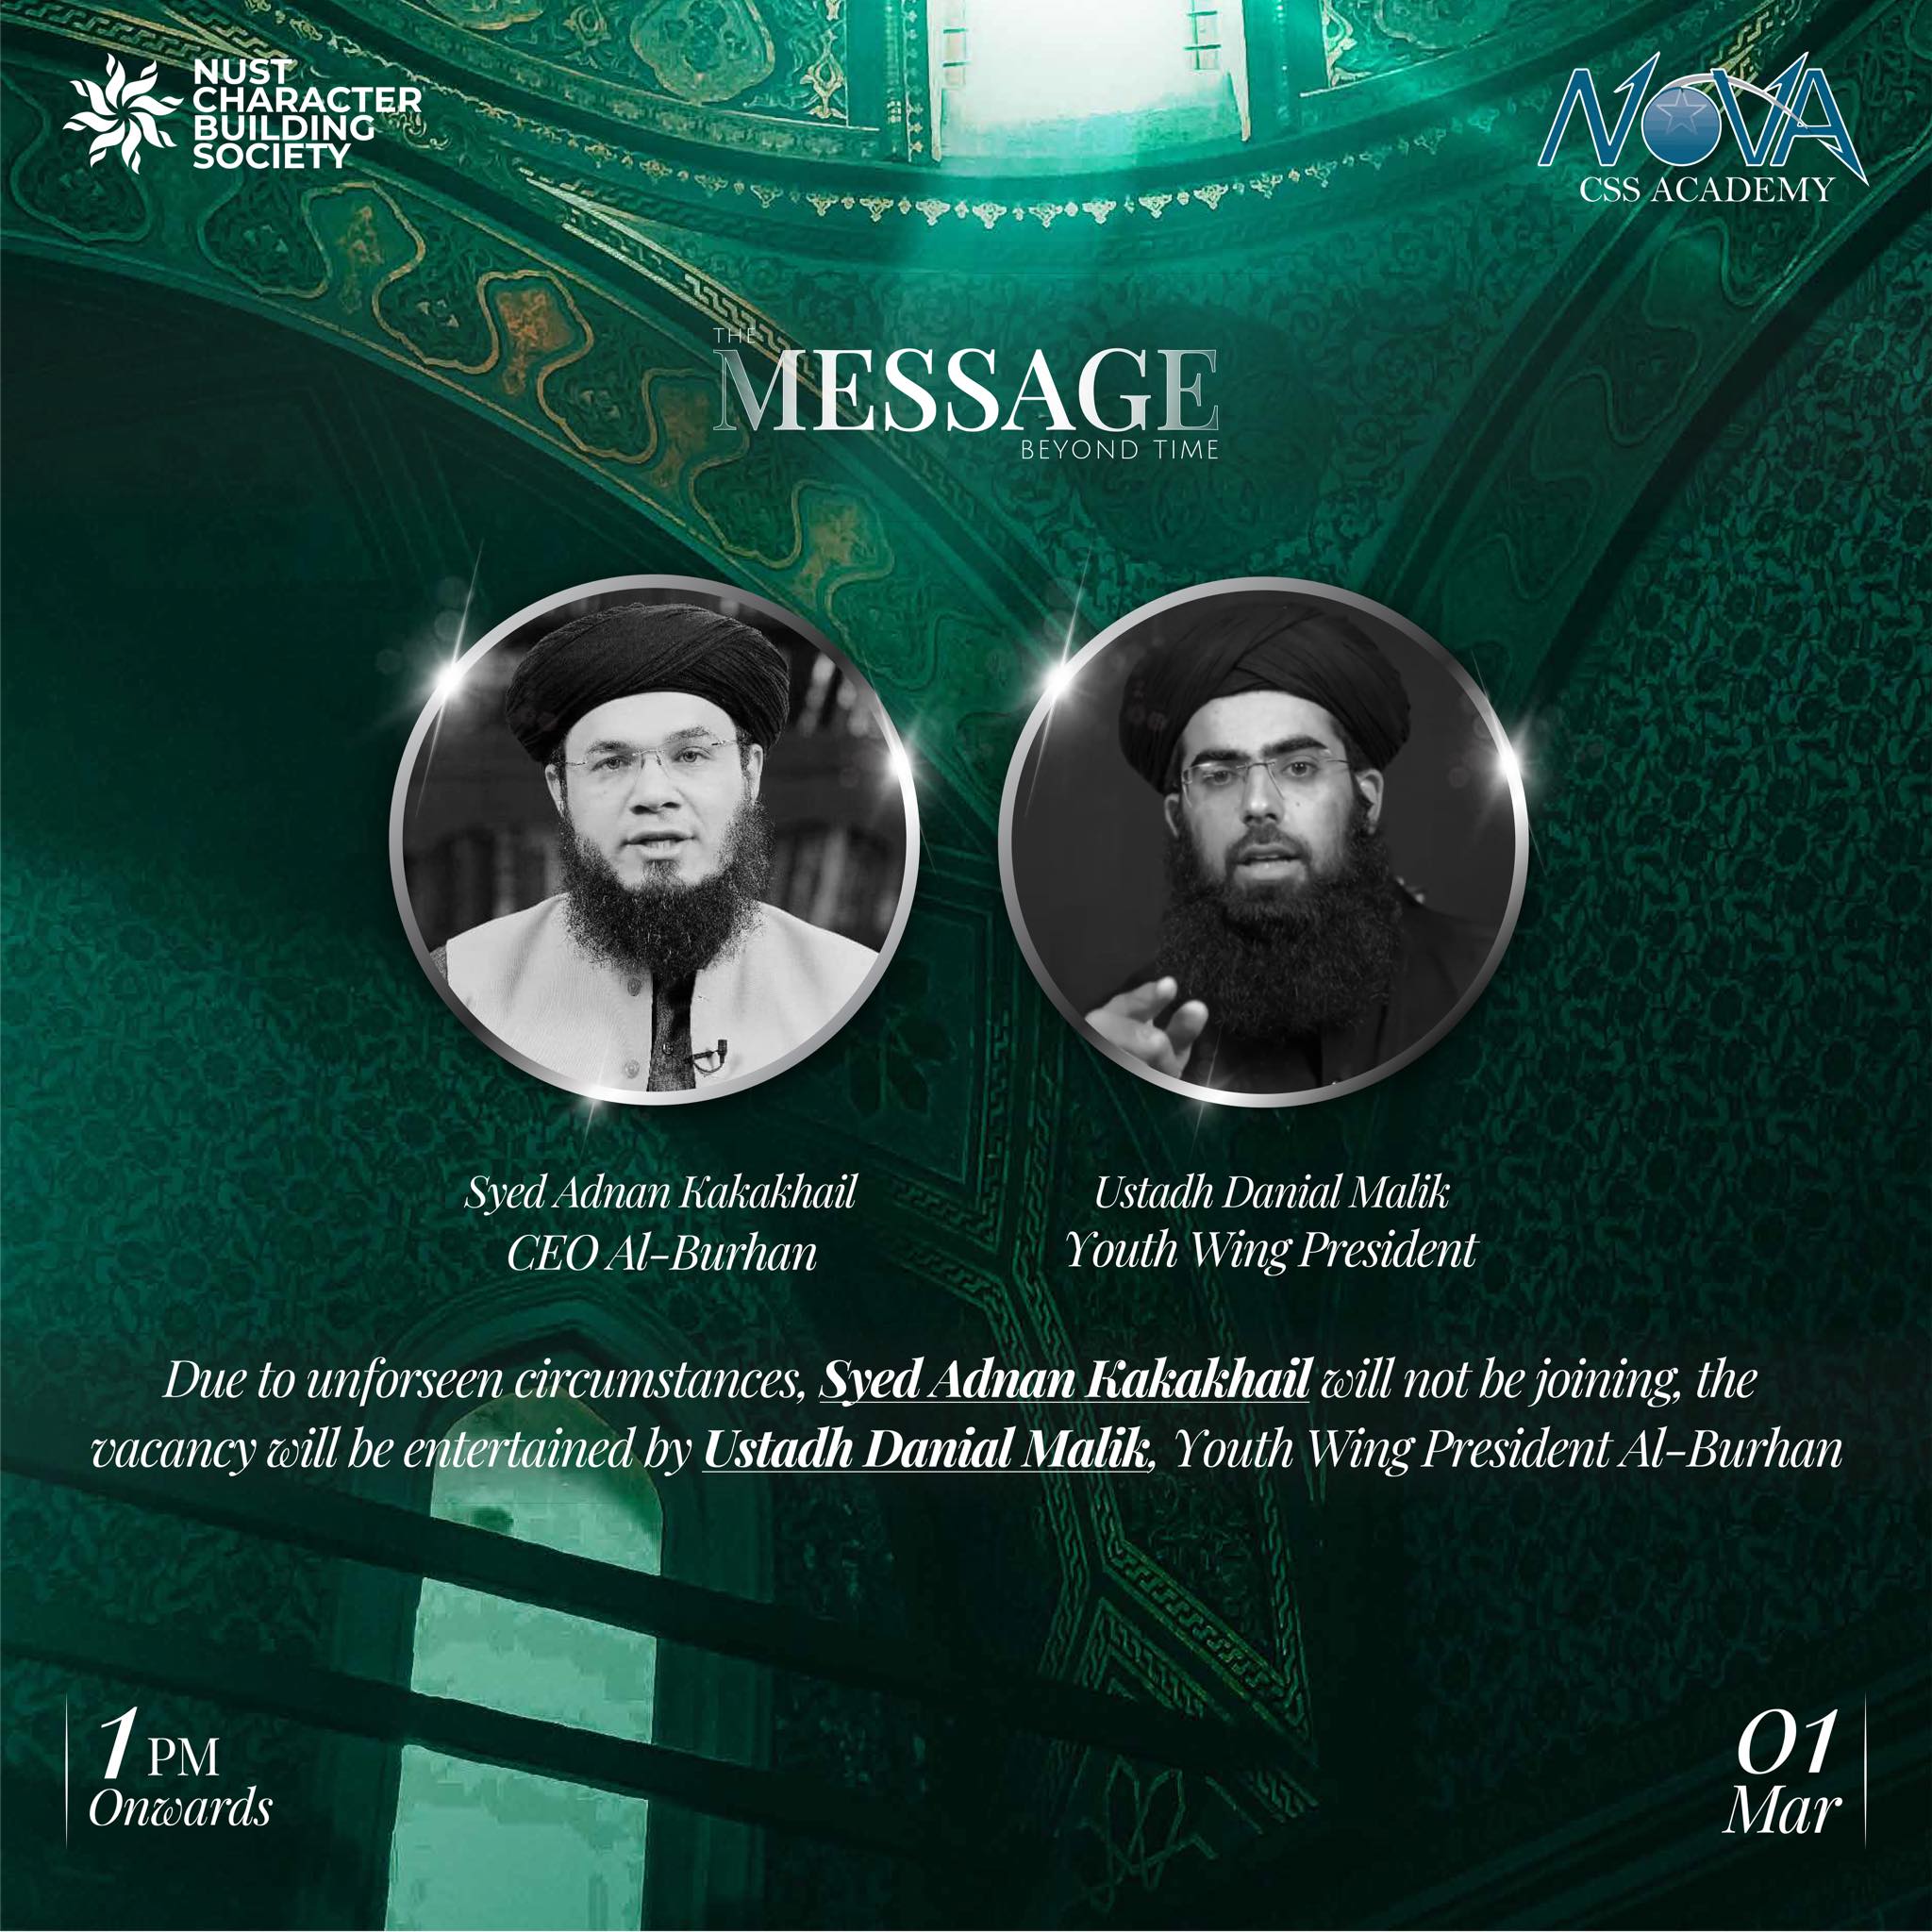 NUST
CHARACTER
BUILDING
SOCIETY
NOVA
CSS ACADEMY
THE
MESSAGE
BEYOND TIME
Syed Adnan Kakakhail
CEO Al-Burhan
Ustadh Danial Malik
Youth Wing President
Due to unforseen circumstances, Syed Adnan Kakakhail will not be joining, the
vacancy will be entertained by Ustadh Danial Malik, Youth Wing President Al-Burhan
1 PM
Onwards
01
Mar